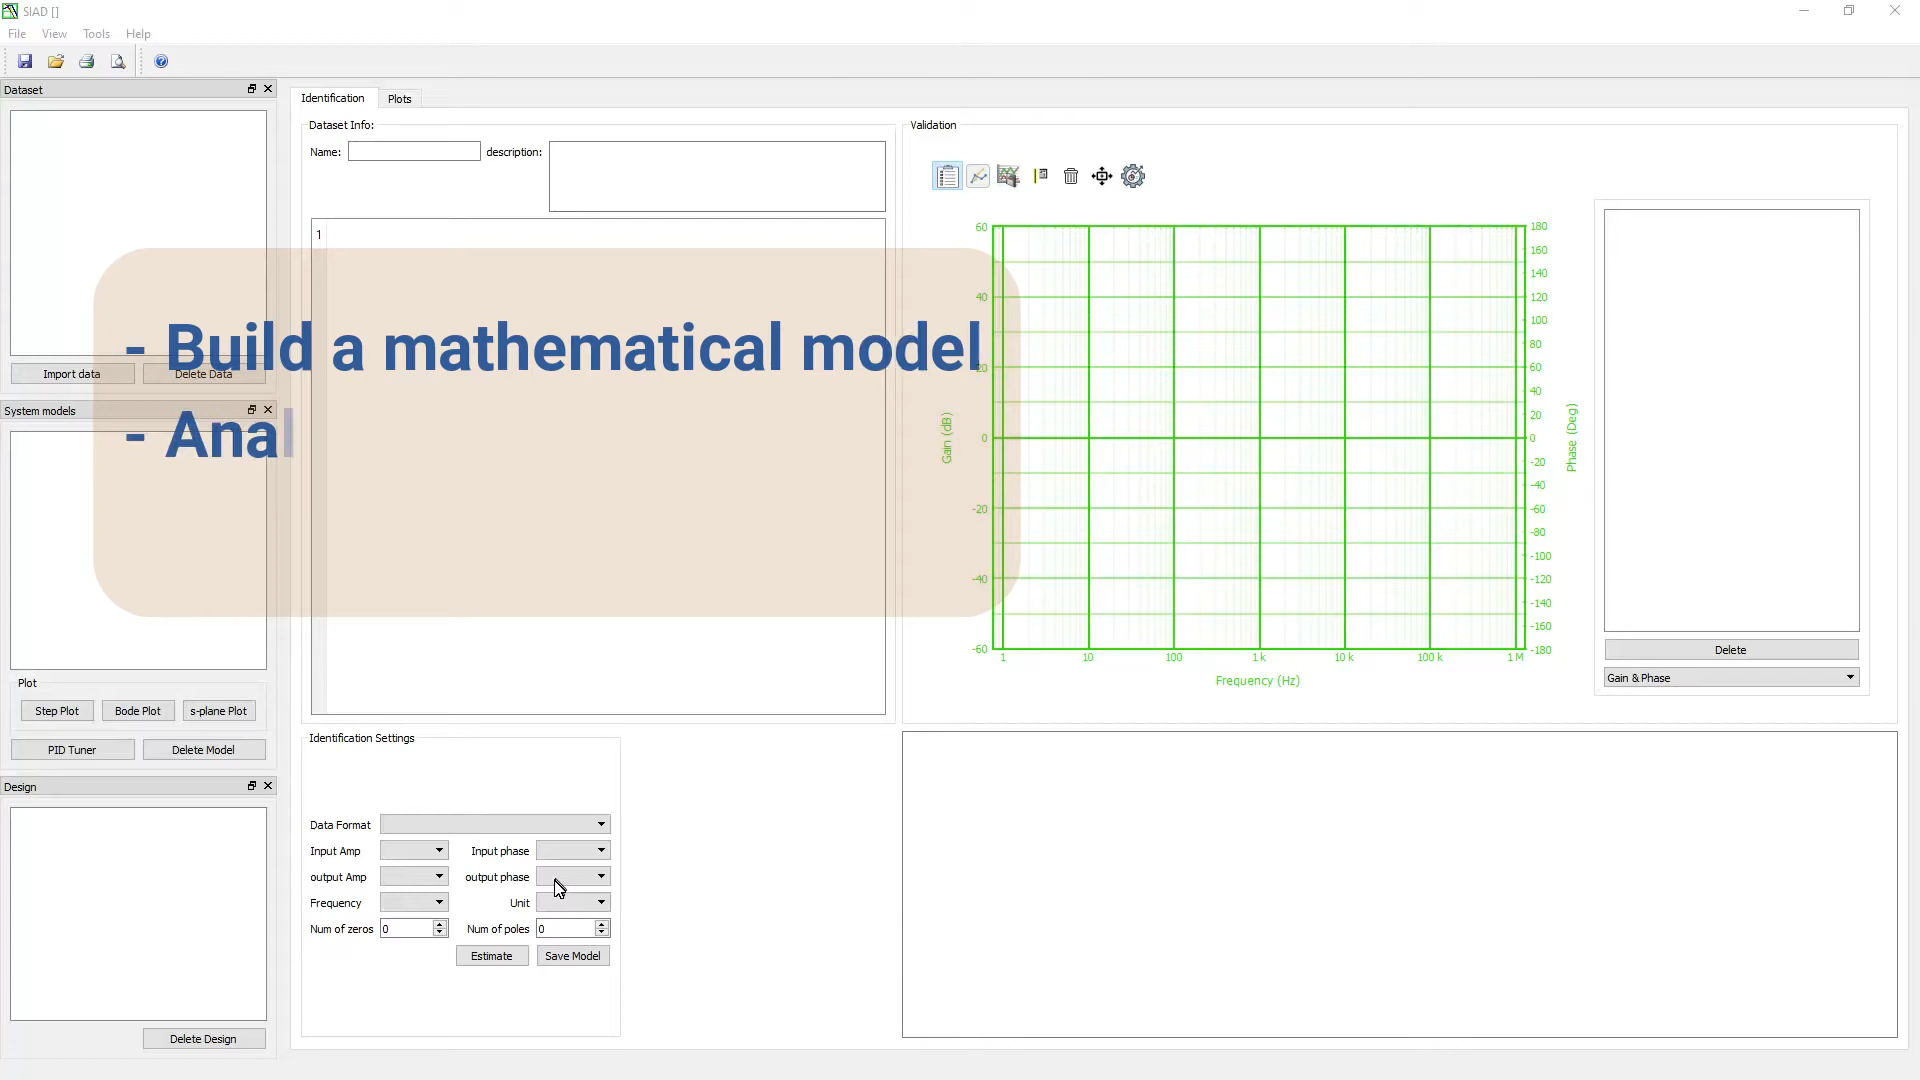 SIAD []
File View Tools Help
Dataset
Import data Delete Data
System models
Plot
Step Plot Bode Plot s-plane Plot
PID Tuner Delete Model
Design
Delete Design
Identification Plots
Dataset Info:
Name: description:
1
- Build a mathematical model
- Anal
Identification Settings
Data Format
Input Amp Input phase
output Amp output phase
Frequency Unit
Num of zeros 0 Num of poles 0
Estimate Save Model
Validation
60
40
20
0
-20
-40
-60
Gain (dB)
1 10 100 1 k 10 k 100 k 1 M
Frequency (Hz)
180
160
140
120
100
80
60
40
20
0
-20
-40
-60
-80
-100
-120
-140
-160
-180
Phase (Deg)
Delete
Gain & Phase